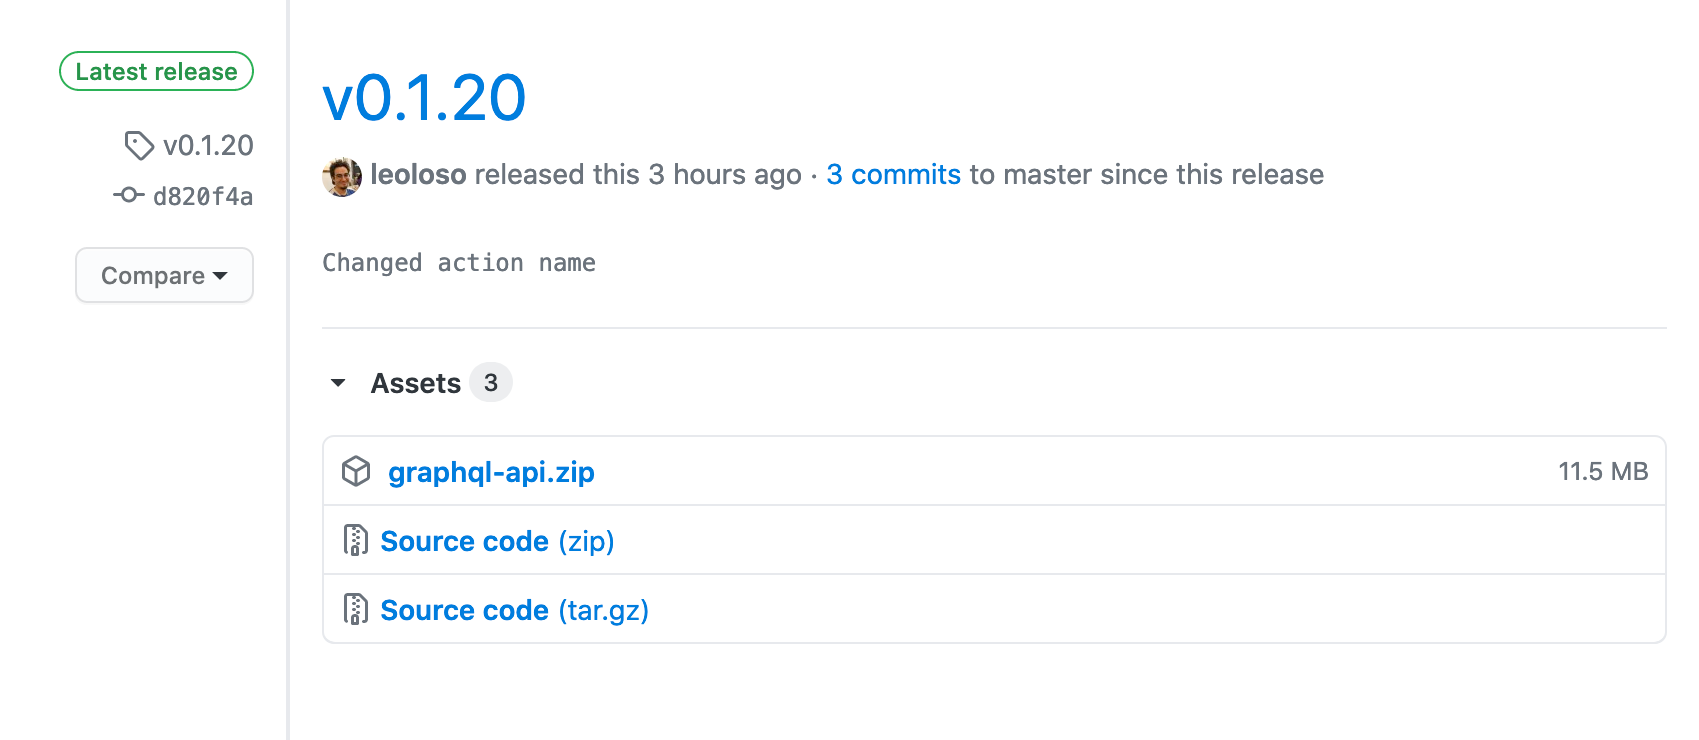 Latest release
v0.1.20
d820f4a
Compare
v0.1.20
leoloso released this 3 hours ago · 3 commits to master since this release
Changed action name
Assets 3
graphql-api.zip 11.5 MB
Source code (zip)
Source code (tar.gz)